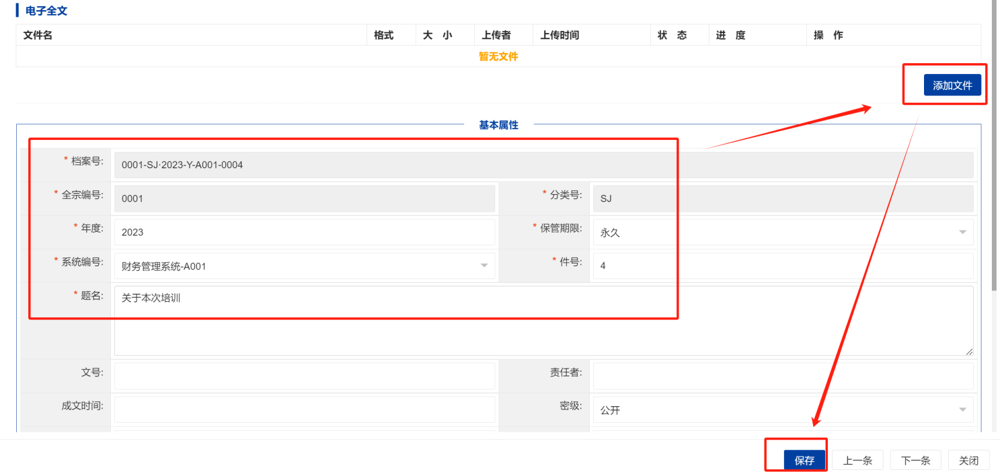 电子全文
文件名 格式 大 小 上传者 上传时间 状 态 进 度 操 作
暂无文件
添加文件
基本属性
* 档案号: 0001-SJ·2023-Y-A001-0004
* 全宗编号: 0001 * 分类号: SJ
* 年度: 2023 * 保管期限: 永久
* 系统编号: 财务管理系统-A001 * 件号: 4
* 题名: 关于本次培训
文号: 责任者:
成文时间: 密级: 公开
保存 上一条 下一条 关闭